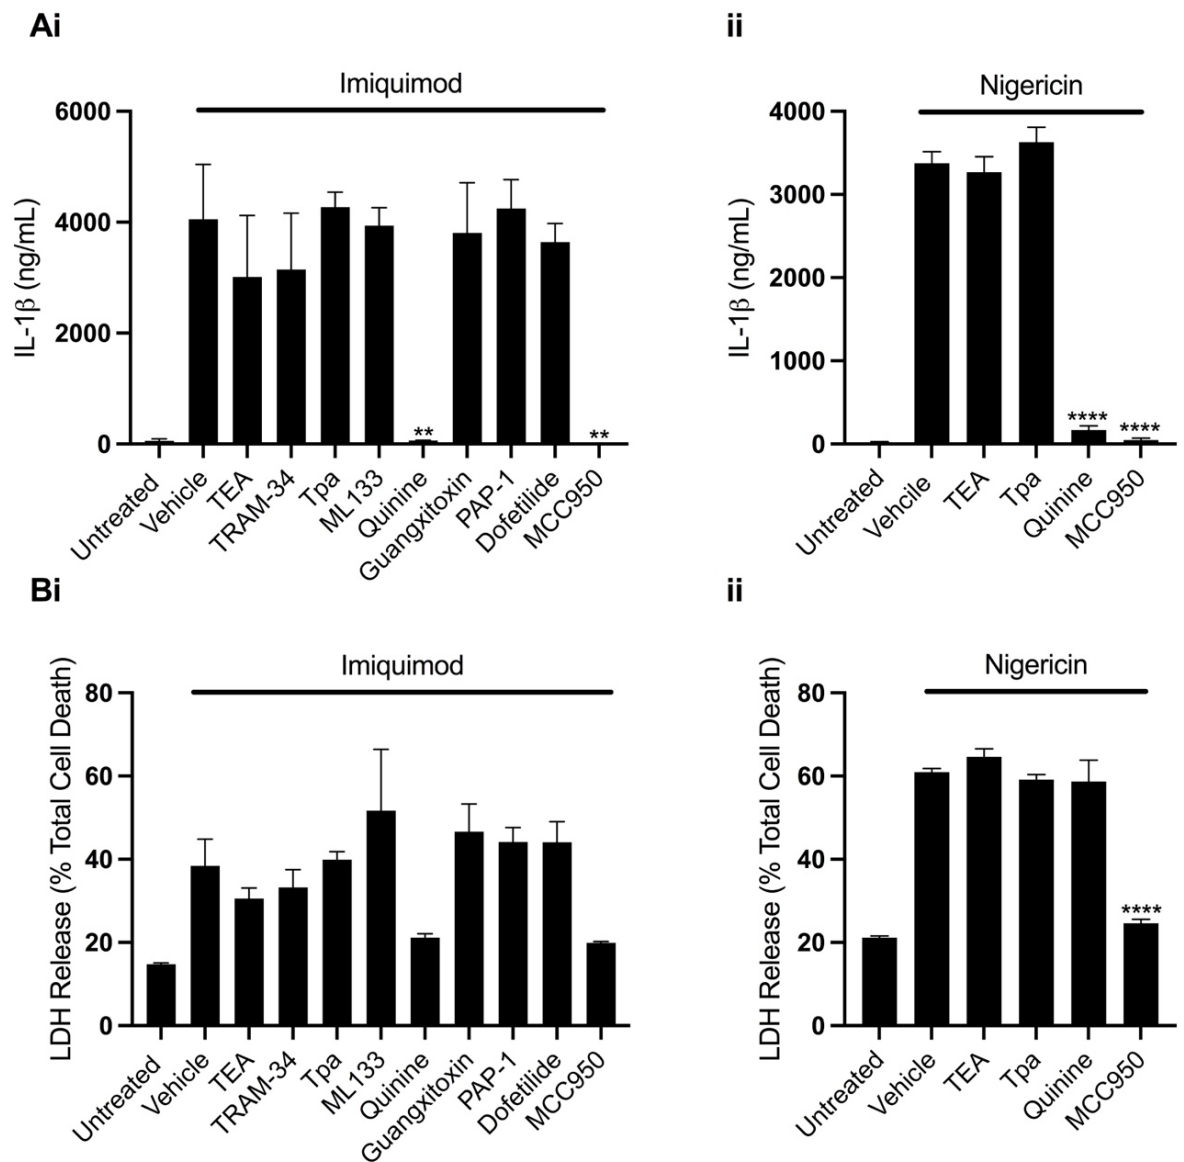 Ai
Imiquimod
IL-1β (ng/mL)
6000
4000
2000
0
**
**
Untreated
Vehicle
TEA
TRAM-34
Tpa
ML133
Quinine
Guangxitoxin
PAP-1
Dofetilide
MCC950
ii
Nigericin
IL-1β (ng/mL)
4000
3000
2000
1000
0
****
****
Untreated
Vehcile
TEA
Tpa
Quinine
MCC950
Bi
Imiquimod
LDH Release (% Total Cell Death)
80
60
40
20
0
Untreated
Vehicle
TEA
TRAM-34
Tpa
ML133
Quinine
Guangxitoxin
PAP-1
Dofetilide
MCC950
ii
Nigericin
LDH Release (% Total Cell Death)
80
60
40
20
0
****
Untreated
Vehicle
TEA
Tpa
Quinine
MCC950